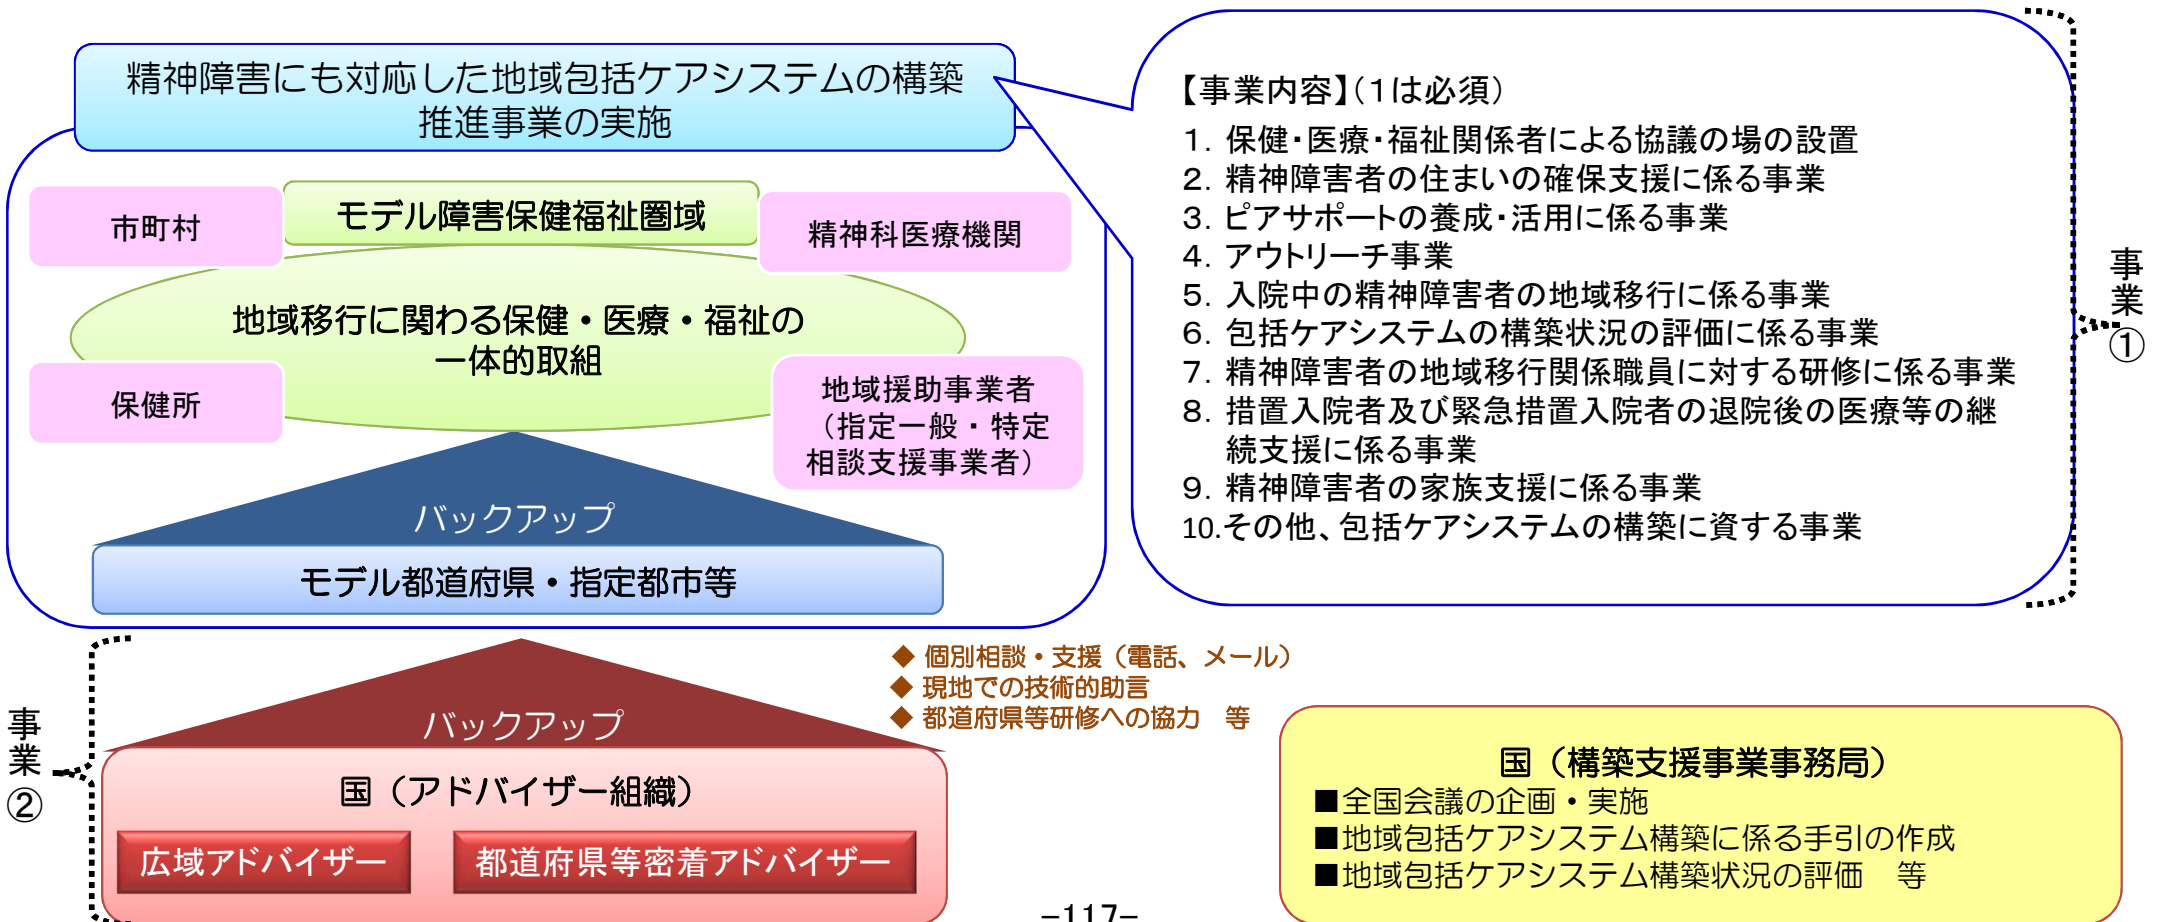 精神障害にも対応した地域包括ケアシステムの構築
推進事業の実施
市町村
モデル障害保健福祉圏域
精神科医療機関
地域移行に関わる保健・医療・福祉の
一体的取組
保健所
地域援助事業者
（指定一般・特定
相談支援事業者）
バックアップ
モデル都道府県・指定都市等
【事業内容】（１は必須）
１．保健・医療・福祉関係者による協議の場の設置
２．精神障害者の住まいの確保支援に係る事業
３．ピアサポートの養成・活用に係る事業
４．アウトリーチ事業
５．入院中の精神障害者の地域移行に係る事業
６．包括ケアシステムの構築状況の評価に係る事業
７．精神障害者の地域移行関係職員に対する研修に係る事業
８．措置入院者及び緊急措置入院者の退院後の医療等の継
続支援に係る事業
９．精神障害者の家族支援に係る事業
10.その他、包括ケアシステムの構築に資する事業
事業①
事業②
バックアップ
◆ 個別相談・支援（電話、メール）
◆ 現地での技術的助言
◆ 都道府県等研修への協力　等
国（アドバイザー組織）
広域アドバイザー
都道府県等密着アドバイザー
国（構築支援事業事務局）
■全国会議の企画・実施
■地域包括ケアシステム構築に係る手引の作成
■地域包括ケアシステム構築状況の評価　等
-117-